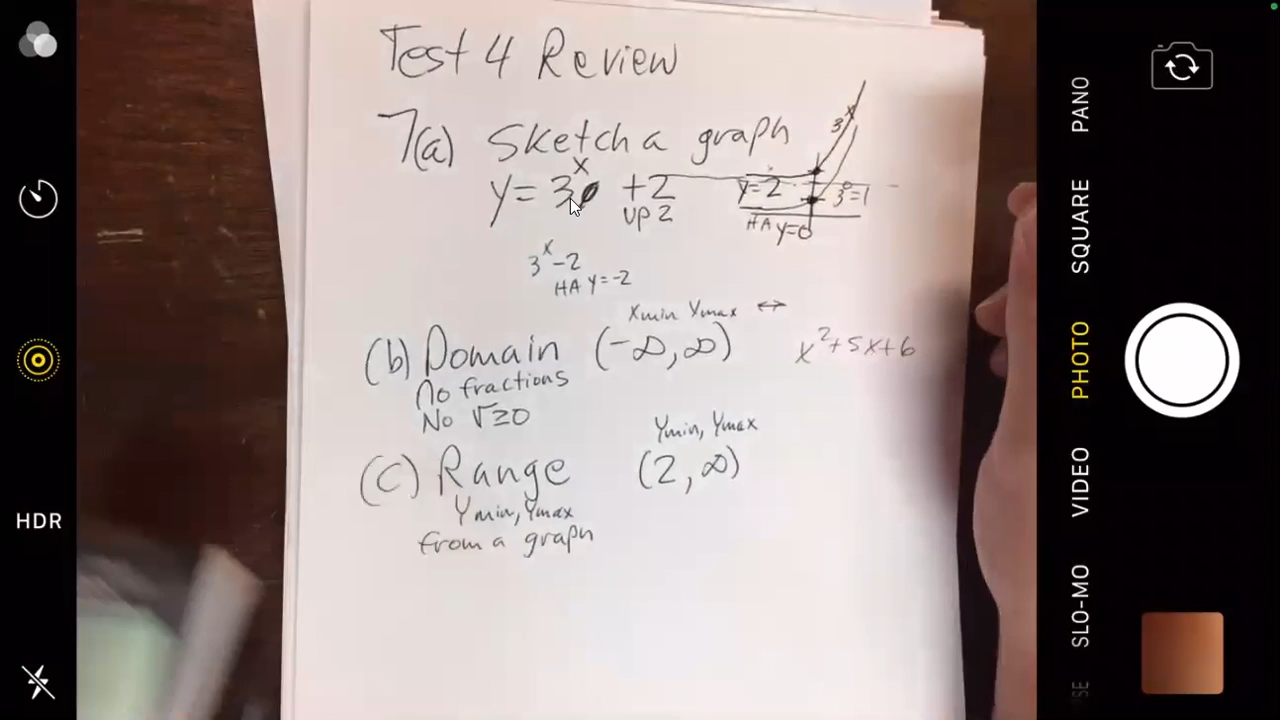 Test 4 Review
7(a) Sketch a graph
y = 3^x +2
up 2
3^x
y=2
3^0=1
HA y=0
3^x-2
HA y=-2
Xmin Xmax ↔
(b) Domain (-∞,∞)
x^2+5x+6
No fractions
No √≥0
Ymin, Ymax
(c) Range (2,∞)
Ymin, Ymax
from a graph
HDR
PANO
SQUARE
PHOTO
VIDEO
SLO-MO
SE